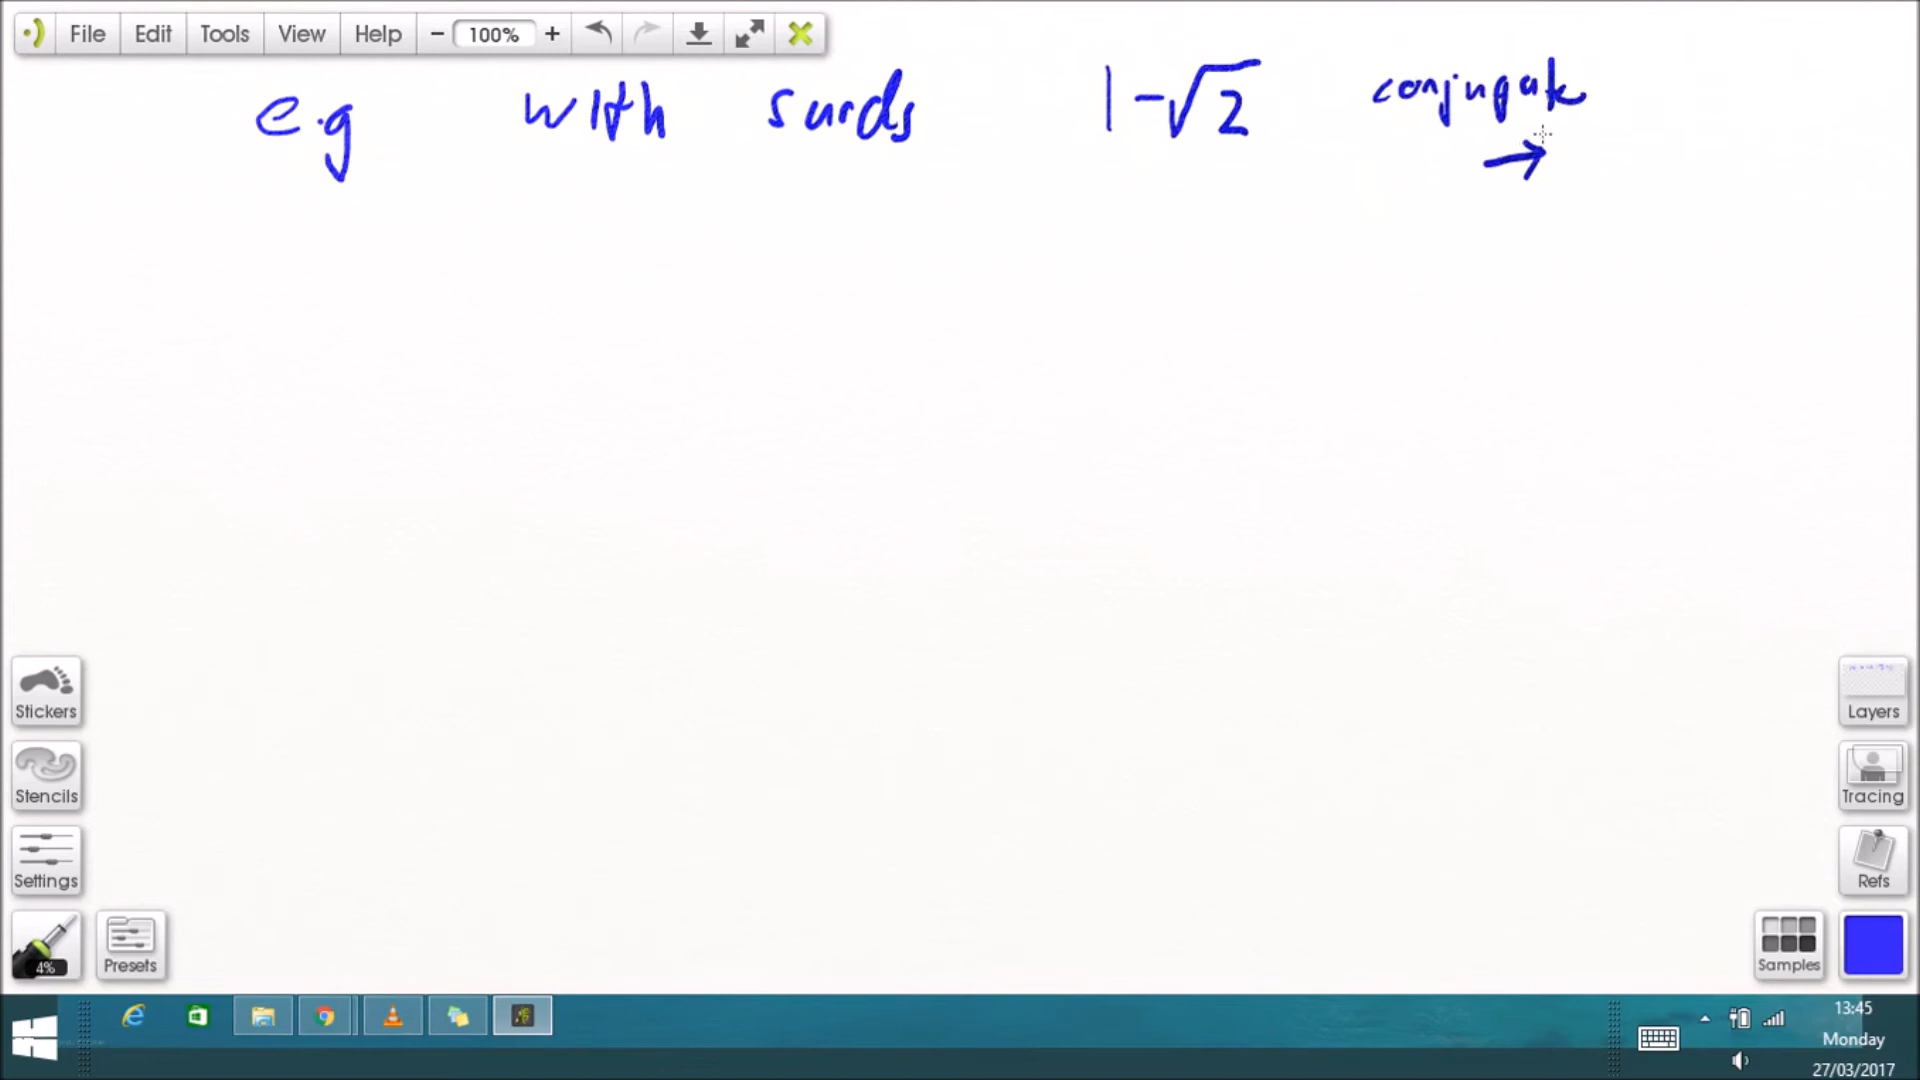 File Edit Tools View Help − 100% +
e.g with surds 1-√2 conjugate
→
Stickers
Layers
Stencils
Tracing
Settings
Refs
4%
Presets
Samples
13:45
Monday
27/03/2017